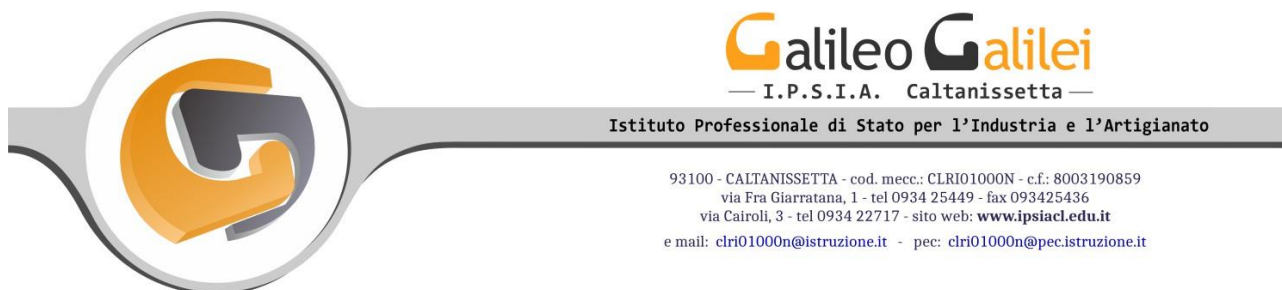 Galileo Galilei
— I.P.S.I.A. Caltanissetta —
Istituto Professionale di Stato per l'Industria e l'Artigianato
93100 - CALTANISSETTA - cod. mecc.: CLRI01000N - c.f.: 8003190859
via Fra Giarratana, 1 - tel 0934 25449 - fax 093425436
via Cairoli, 3 - tel 0934 22717 - sito web: www.ipsiacl.edu.it
e mail: clri01000n@istruzione.it - pec: clri01000n@pec.istruzione.it